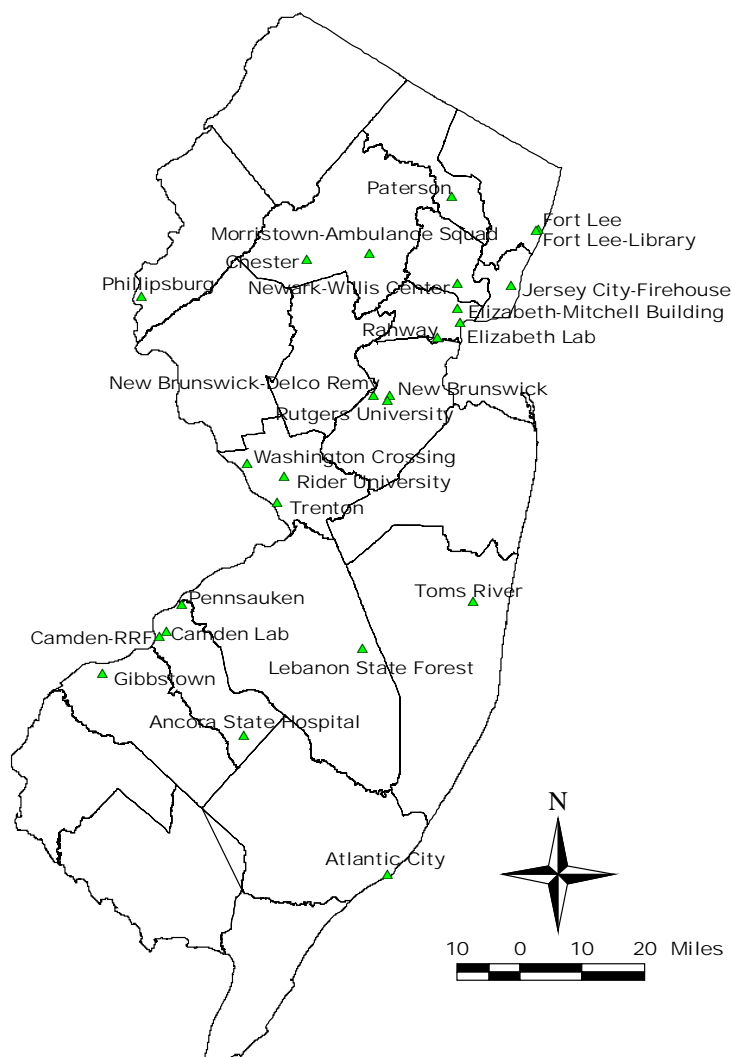 Paterson
Fort Lee
Fort Lee-Library
Morristown-Ambulange Squad
Chester
Phillipsburg
Newark-Willis Center
Jersey City-Firehouse
Elizabeth-Mitchell Building
Rahway
Elizabeth Lab
New Brunswick-Delco Remy
New Brunswick
Rutgers University
Washington Crossing
Rider University
Trenton
Toms River
Pennsauken
Camden-RRF
Camden Lab
Lebanon State Forest
Gibbstown
Ancora State Hospital
N
Atlantic City
10 0 10 20 Miles